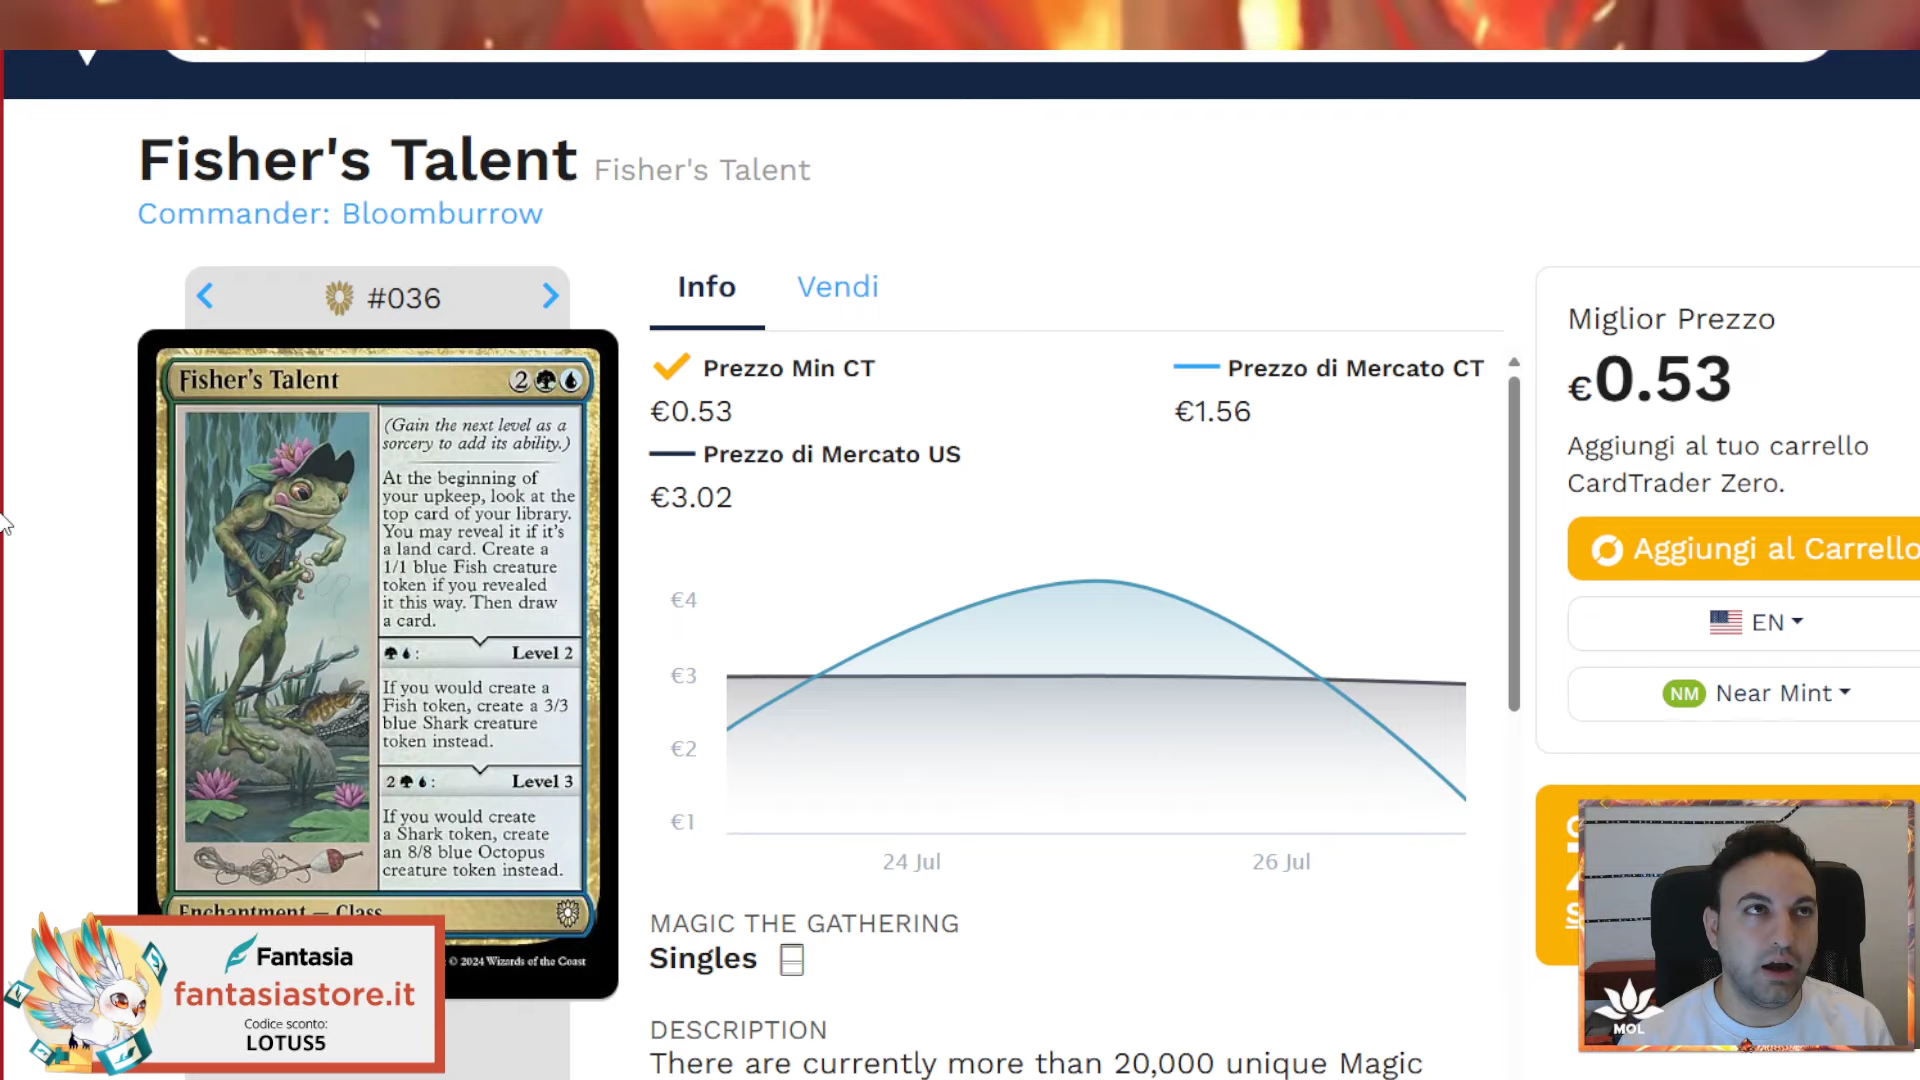 Fisher's Talent Fisher's Talent
Commander: Bloomburrow
#036
Fisher's Talent 2
(Gain the next level as a
sorcery to add its ability.)
At the beginning of
your upkeep, look at the
top card of your library.
You may reveal it if it's
a land card. Create a
1/1 blue Fish creature
token if you revealed
it this way. Then draw
a card.
: Level 2
If you would create a
Fish token, create a 3/3
blue Shark creature
token instead.
2 : Level 3
If you would create
a Shark token, create
an 8/8 blue Octopus
creature token instead.
Enchantment — Class
© 2024 Wizards of the Coast
Info Vendi
Prezzo Min CT
€0.53
Prezzo di Mercato CT
€1.56
Prezzo di Mercato US
€3.02
€4
€3
€2
€1
24 Jul 26 Jul
MAGIC THE GATHERING
Singles
DESCRIPTION
There are currently more than 20,000 unique Magic
Miglior Prezzo
€0.53
Aggiungi al tuo carrello
CardTrader Zero.
Aggiungi al Carrello
EN
NM Near Mint
Fantasia
fantasiastore.it
Codice sconto:
LOTUS5
MOL